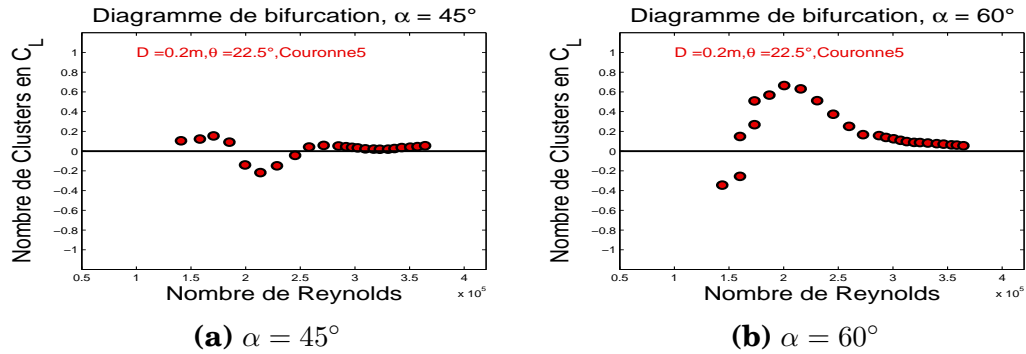 Diagramme de bifurcation, α = 45°
D =0.2m,θ =22.5°,Couronne5
Nombre de Clusters en C_L
1
0.8
0.6
0.4
0.2
0
−0.2
−0.4
−0.6
−0.8
−1
0.5 1 1.5 2 2.5 3 3.5 4
x 10⁵
Nombre de Reynolds
(a) α = 45°
Diagramme de bifurcation, α = 60°
D =0.2m,θ =22.5°,Couronne5
Nombre de Clusters en C_L
1
0.8
0.6
0.4
0.2
0
−0.2
−0.4
−0.6
−0.8
−1
0.5 1 1.5 2 2.5 3 3.5 4
x 10⁵
Nombre de Reynolds
(b) α = 60°